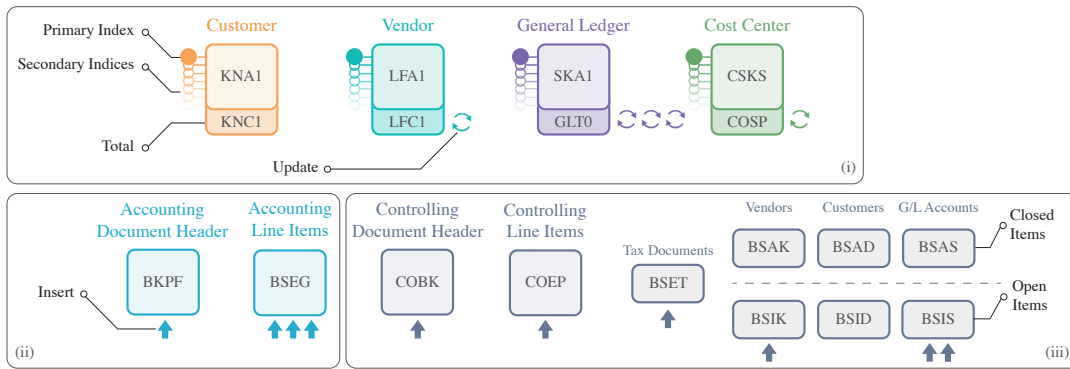 Customer
Vendor
General Ledger
Cost Center
Primary Index
Secondary Indices
Total
Update
KNA1
KNC1
LFA1
LFC1
SKA1
GLT0
CSKS
COSP
(i)
Accounting
Document Header
Accounting
Line Items
BKPF
BSEG
Insert
(ii)
Controlling
Document Header
Controlling
Line Items
COBK
COEP
Tax Documents
BSET
Vendors
Customers
G/L Accounts
BSAK
BSAD
BSAS
Closed
Items
BSIK
BSID
BSIS
Open
Items
(iii)